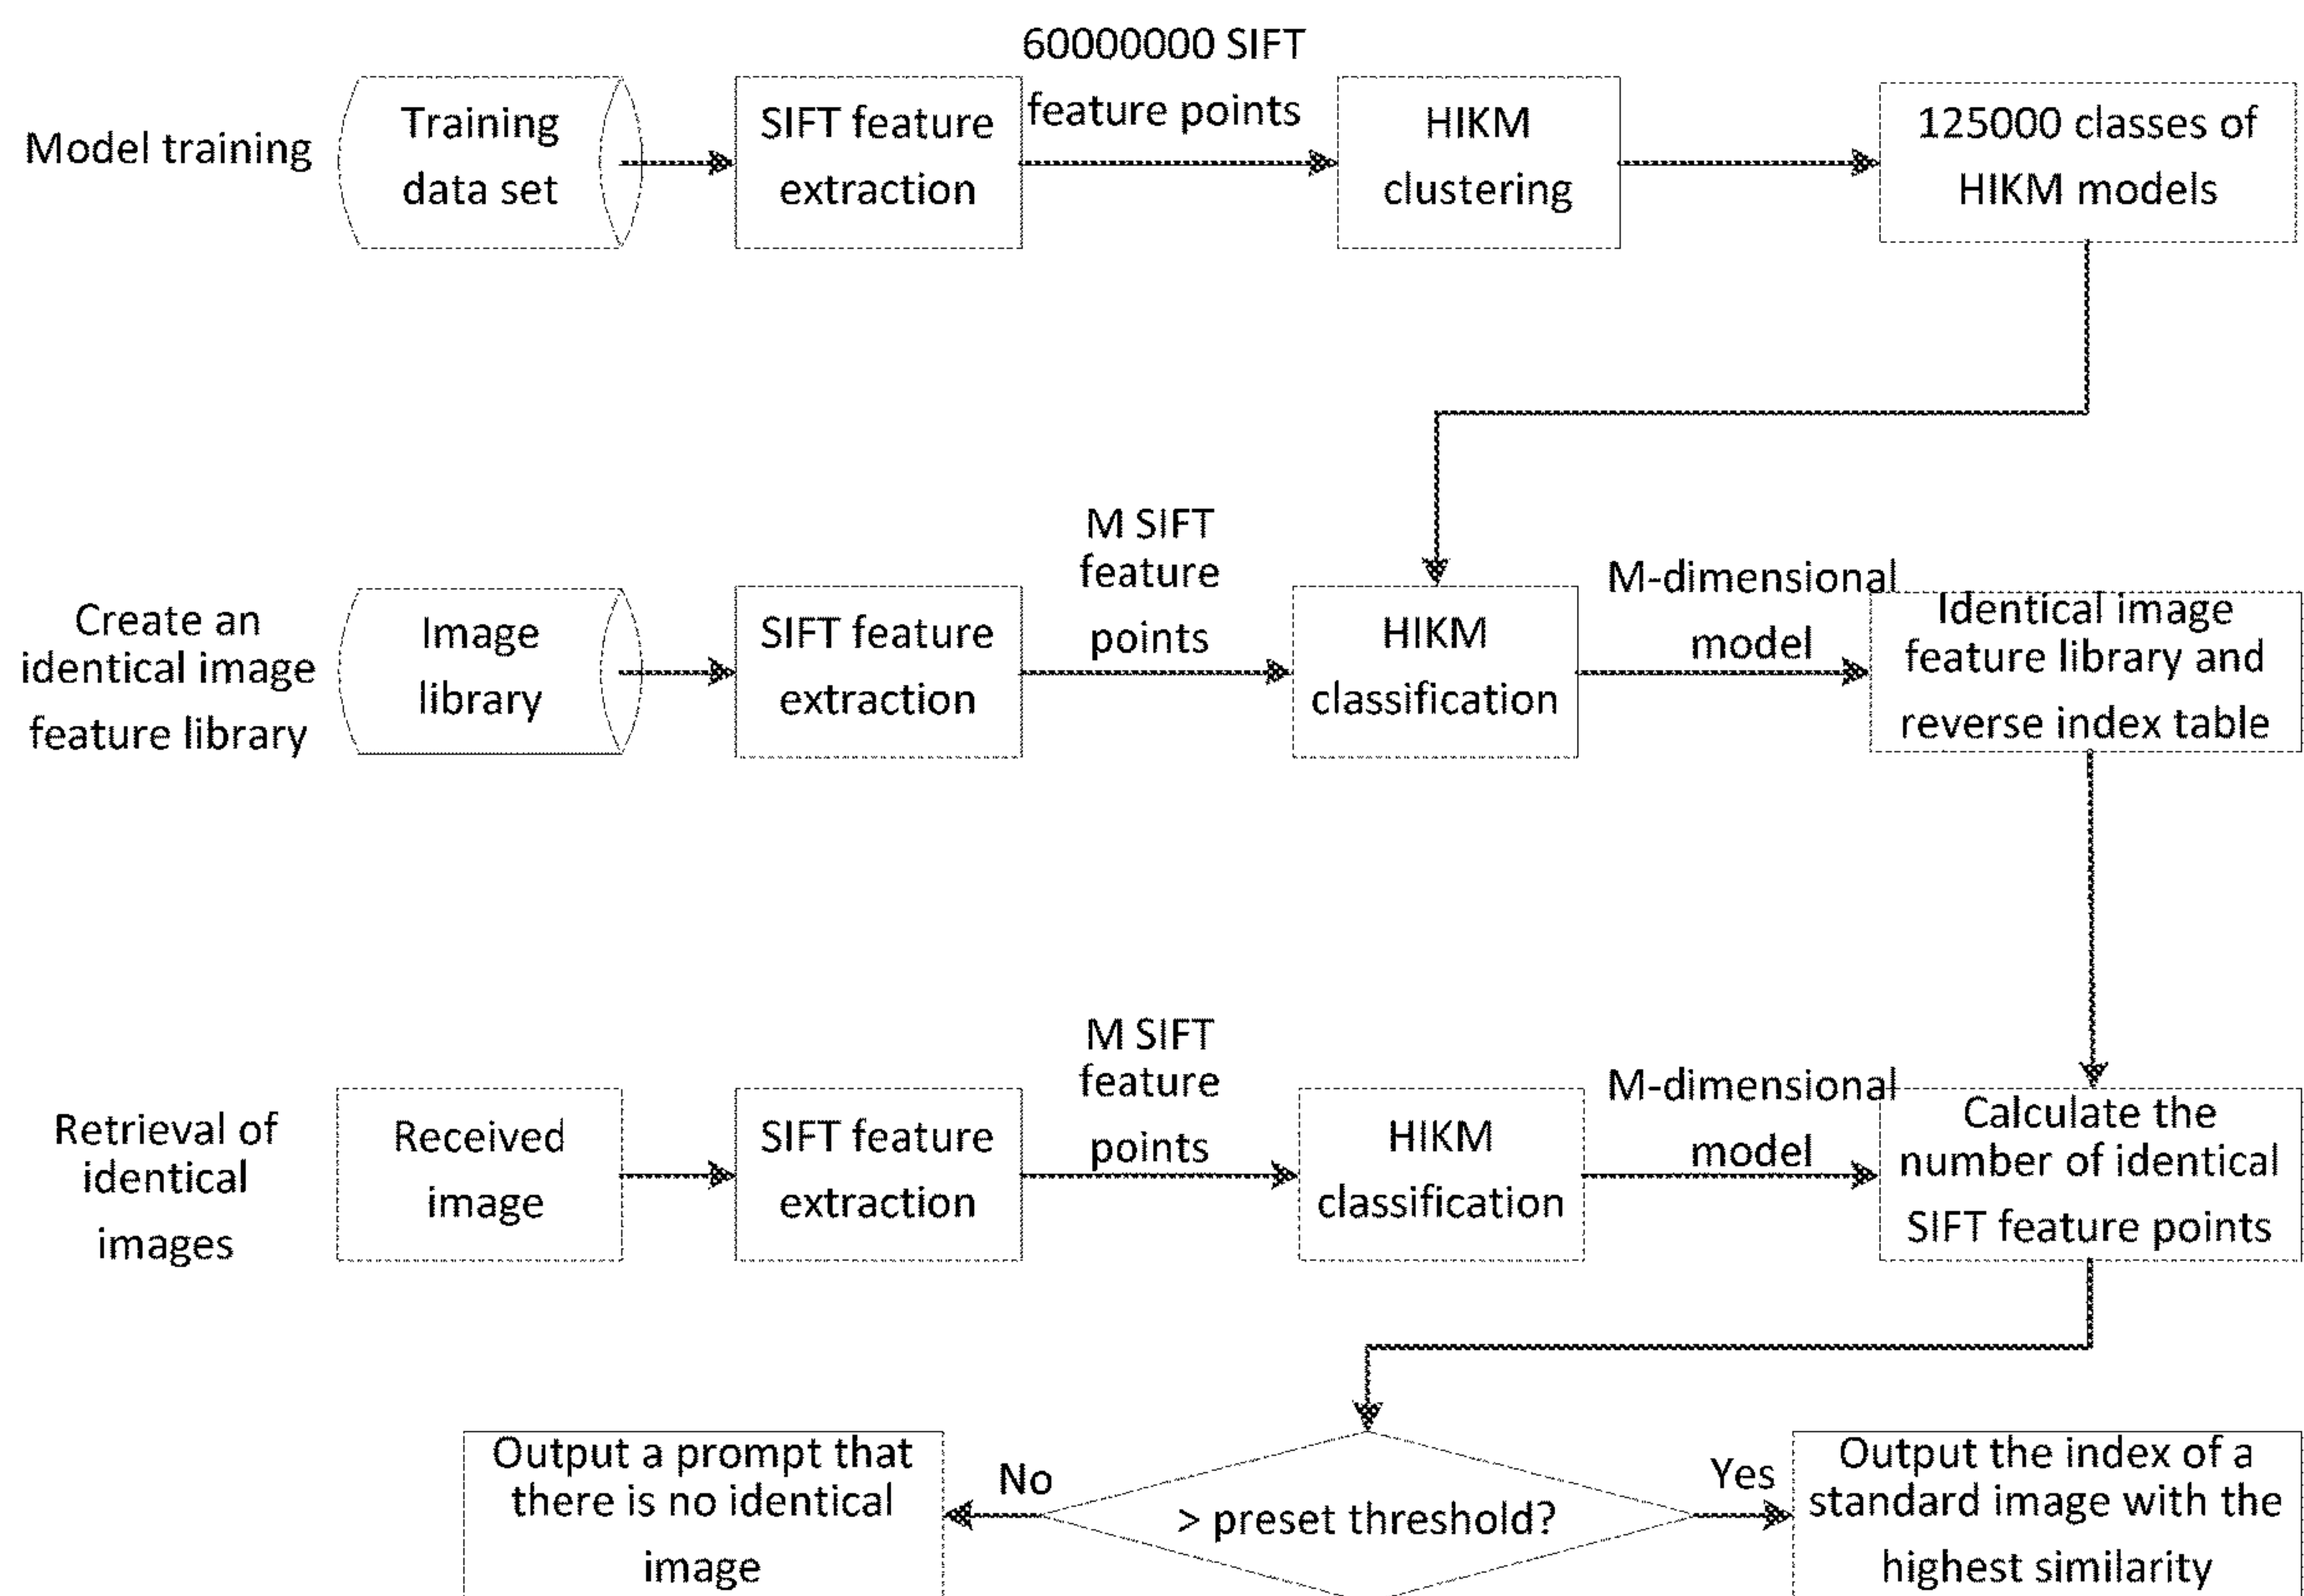 Model training
Training
data set
SIFT feature
extraction
60000000 SIFT
feature points
HIKM
clustering
125000 classes of
HIKM models
Create an
identical image
feature library
Image
library
SIFT feature
extraction
M SIFT
feature
points
HIKM
classification
M-dimensional
model
Identical image
feature library and
reverse index table
Retrieval of
identical
images
Received
image
SIFT feature
extraction
M SIFT
feature
points
HIKM
classification
M-dimensional
model
Calculate the
number of identical
SIFT feature points
Output a prompt that
there is no identical
image
No
> preset threshold?
Yes
Output the index of a
standard image with the
highest similarity